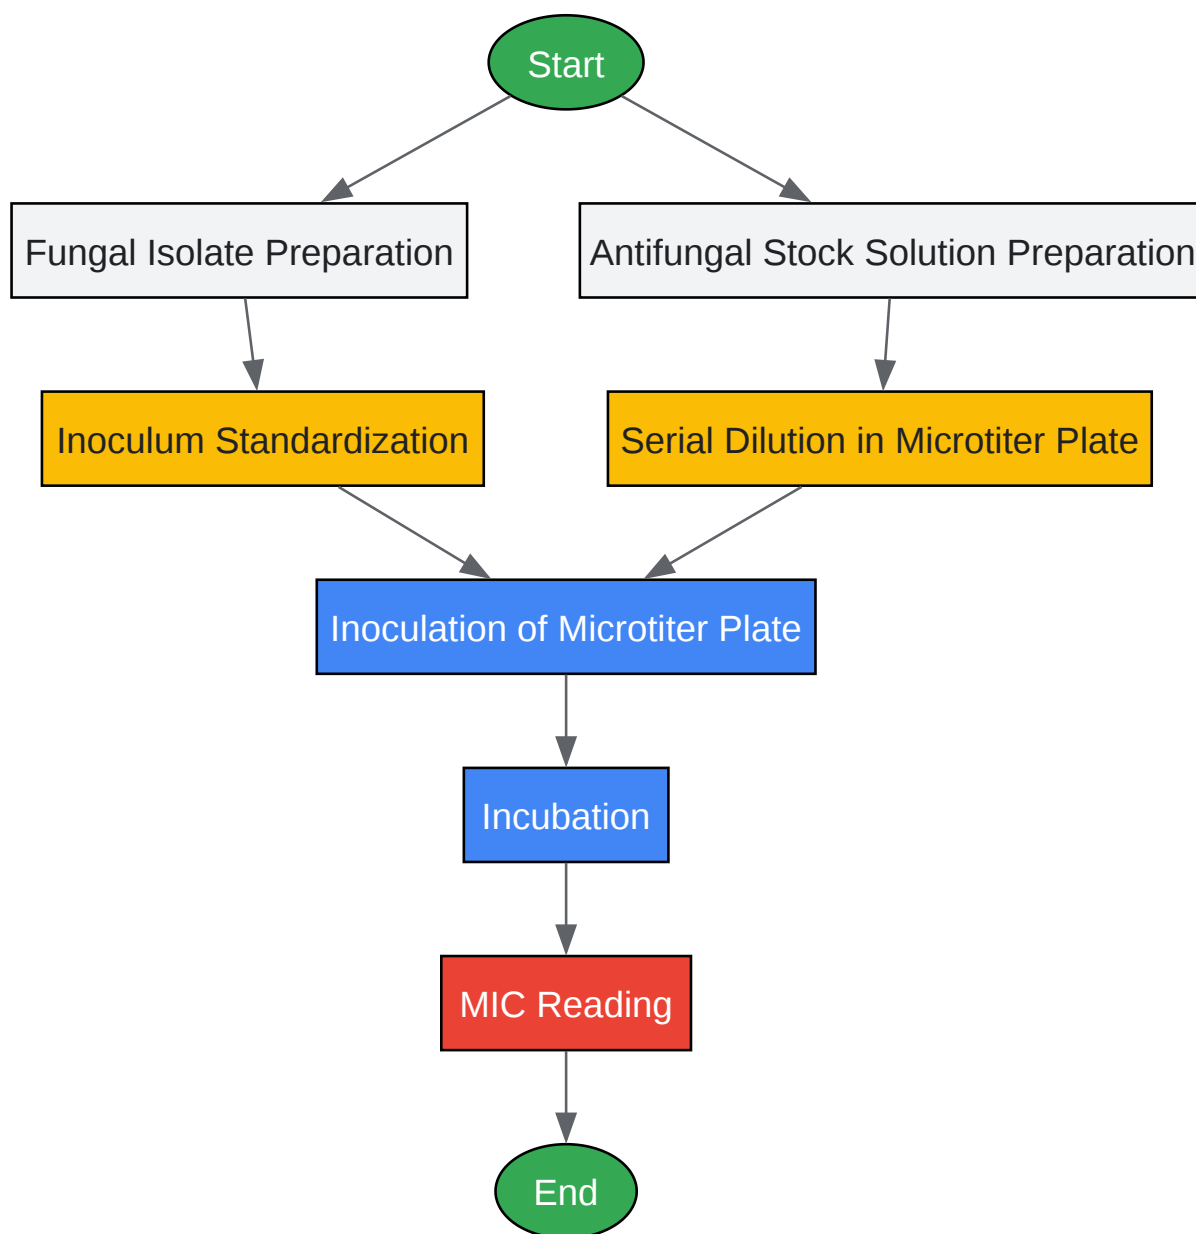 Start
Fungal Isolate Preparation
Antifungal Stock Solution Preparation
Inoculum Standardization
Serial Dilution in Microtiter Plate
Inoculation of Microtiter Plate
Incubation
MIC Reading
End